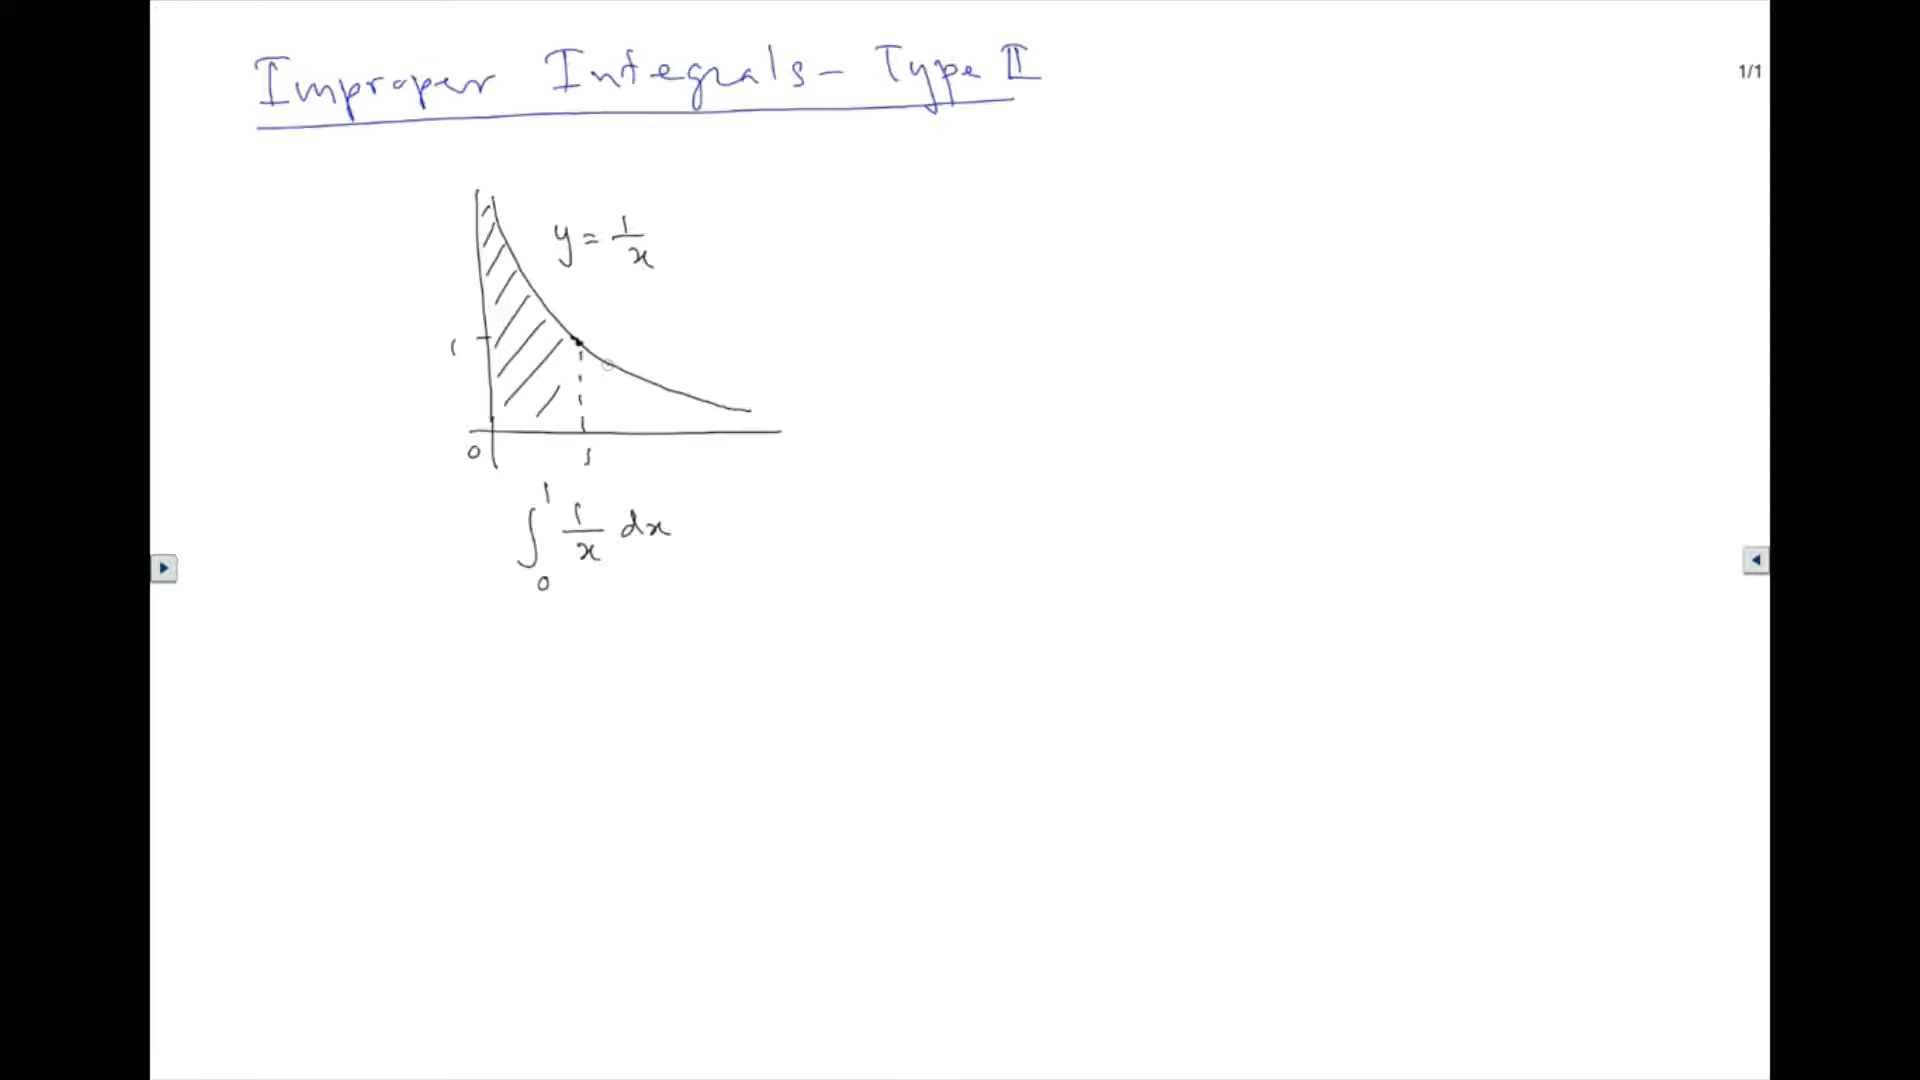 Improper Integrals - Type II
1/1
y = 1/x
1
0 1
∫₀¹ 1/x dx